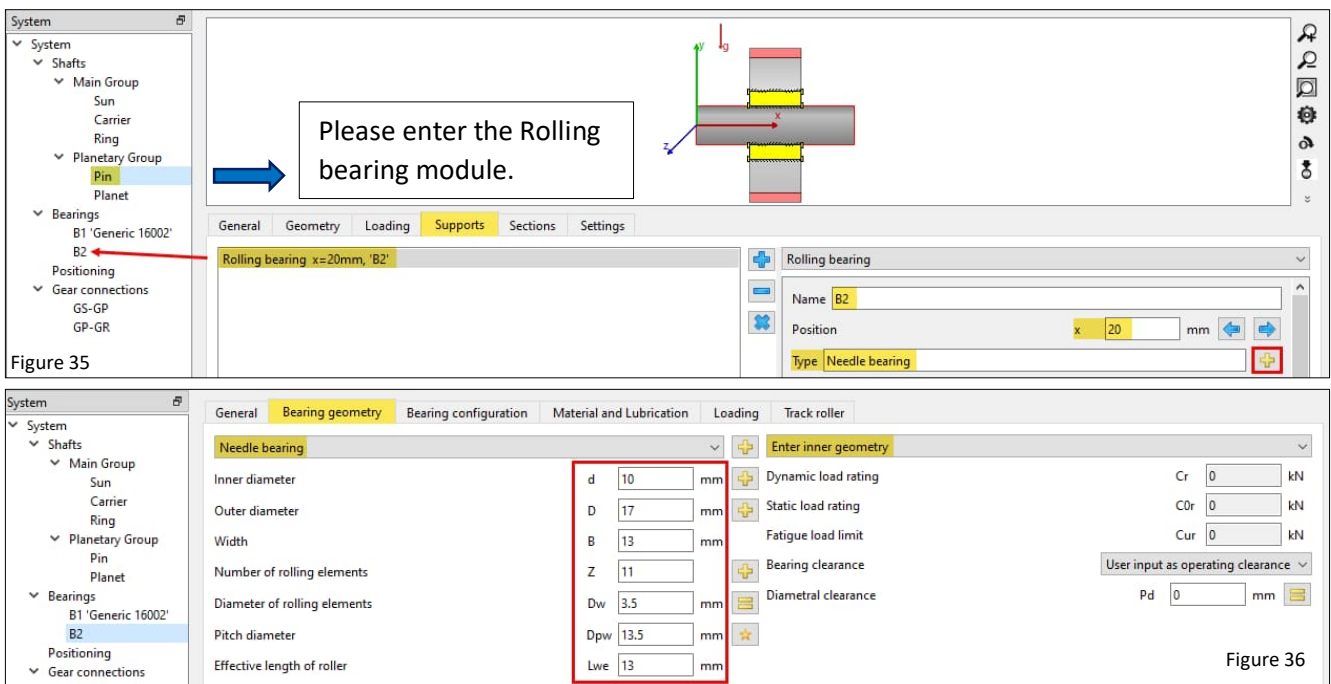 System
System
Shafts
Main Group
Sun
Carrier
Ring
Planetary Group
Pin
Planet
Bearings
B1 'Generic 16002'
B2
Positioning
Gear connections
GS-GP
GP-GR
Figure 35
Please enter the Rolling
bearing module.
y g
x
z
General Geometry Loading Supports Sections Settings
Rolling bearing x=20mm, 'B2'
Rolling bearing
Name B2
Position x 20 mm
Type Needle bearing
System
System
Shafts
Main Group
Sun
Carrier
Ring
Planetary Group
Pin
Planet
Bearings
B1 'Generic 16002'
B2
Positioning
Gear connections
General Bearing geometry Bearing configuration Material and Lubrication Loading Track roller
Needle bearing
Inner diameter d 10 mm
Outer diameter D 17 mm
Width B 13 mm
Number of rolling elements Z 11
Diameter of rolling elements Dw 3.5 mm
Pitch diameter Dpw 13.5 mm
Effective length of roller Lwe 13 mm
Enter inner geometry
Dynamic load rating Cr 0 kN
Static load rating C0r 0 kN
Fatigue load limit Cur 0 kN
Bearing clearance User input as operating clearance
Diametral clearance Pd 0 mm
Figure 36